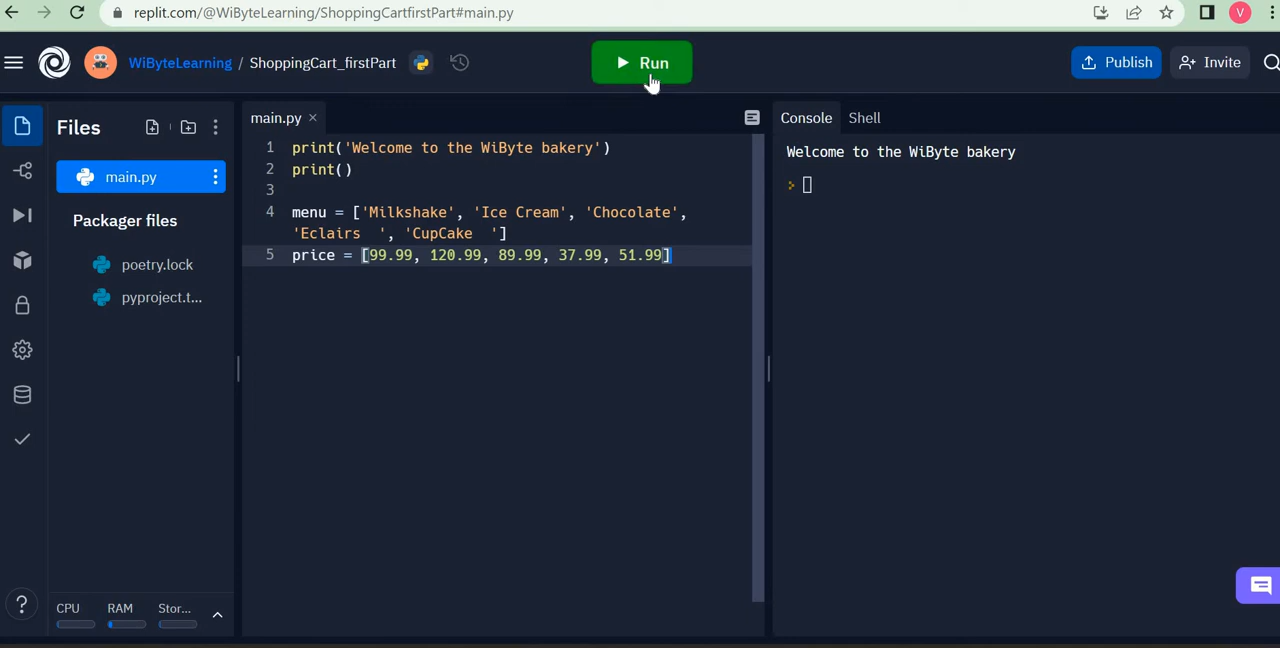 replit.com/@WiByteLearning/ShoppingCartfirstPart#main.py
V
WiByteLearning / ShoppingCart_firstPart
Run
Publish
Invite
Files
main.py
Packager files
poetry.lock
pyproject.t...
CPU RAM Stor...
main.py ×
1 print('Welcome to the WiByte bakery')
2 print()
3
4 menu = ['Milkshake', 'Ice Cream', 'Chocolate',
'Eclairs  ', 'CupCake  ']
5 price = [99.99, 120.99, 89.99, 37.99, 51.99]
Console Shell
Welcome to the WiByte bakery